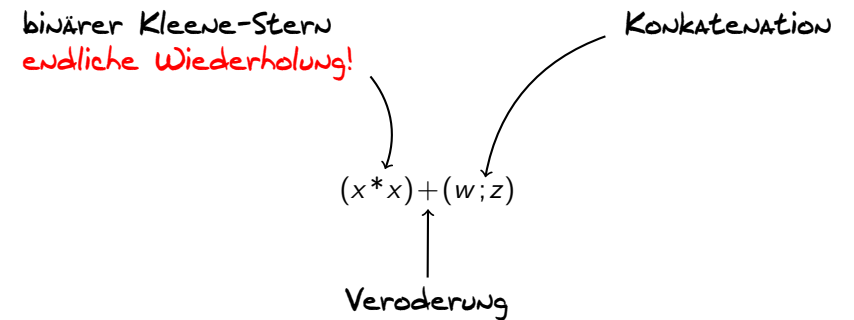 binärer Kleene-Stern
endliche Wiederholung!
Konkatenation
(x*x)+(w;z)
Veroderung